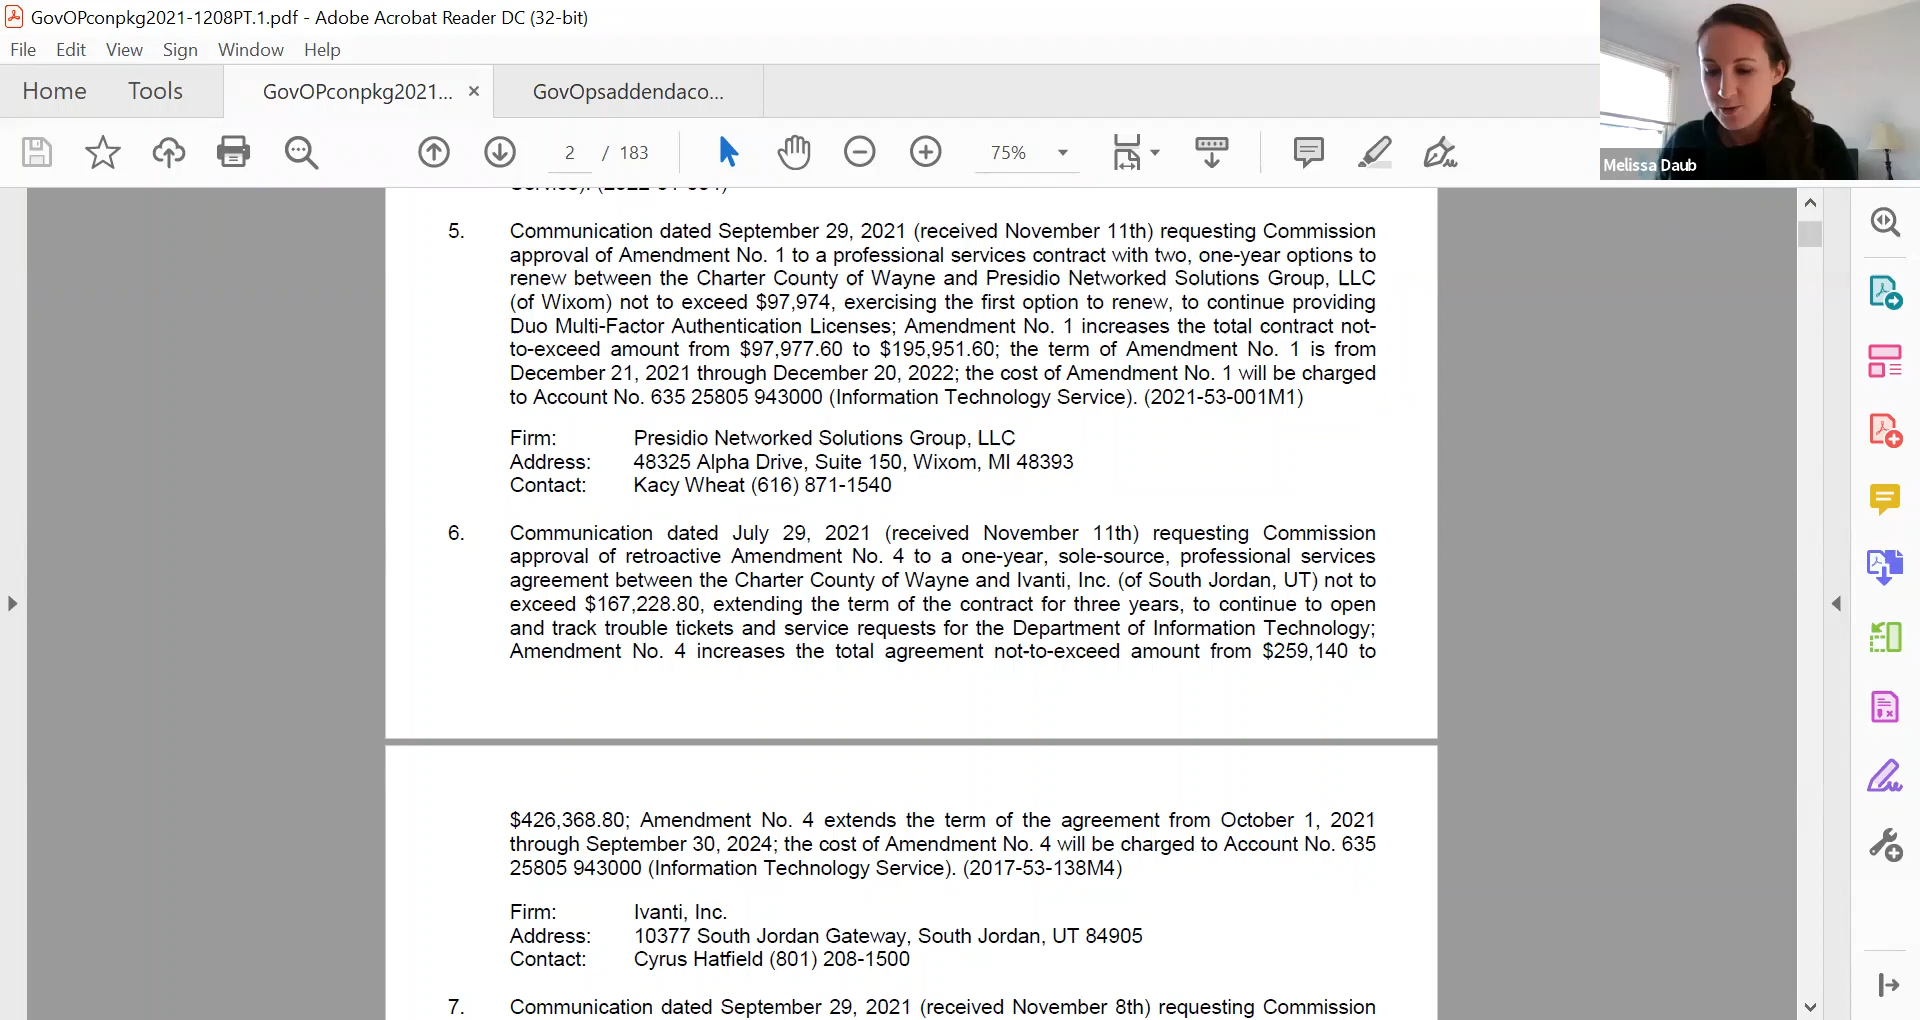 GovOPconpkg2021-1208PT.1.pdf - Adobe Acrobat Reader DC (32-bit)
File Edit View Sign Window Help
Home Tools GovOPconpkg2021... × GovOpsaddendaco...
2 / 183 75%
Melissa Daub
5. Communication dated September 29, 2021 (received November 11th) requesting Commission
approval of Amendment No. 1 to a professional services contract with two, one-year options to
renew between the Charter County of Wayne and Presidio Networked Solutions Group, LLC
(of Wixom) not to exceed $97,974, exercising the first option to renew, to continue providing
Duo Multi-Factor Authentication Licenses; Amendment No. 1 increases the total contract not-
to-exceed amount from $97,977.60 to $195,951.60; the term of Amendment No. 1 is from
December 21, 2021 through December 20, 2022; the cost of Amendment No. 1 will be charged
to Account No. 635 25805 943000 (Information Technology Service). (2021-53-001M1)
Firm: Presidio Networked Solutions Group, LLC
Address: 48325 Alpha Drive, Suite 150, Wixom, MI 48393
Contact: Kacy Wheat (616) 871-1540
6. Communication dated July 29, 2021 (received November 11th) requesting Commission
approval of retroactive Amendment No. 4 to a one-year, sole-source, professional services
agreement between the Charter County of Wayne and Ivanti, Inc. (of South Jordan, UT) not to
exceed $167,228.80, extending the term of the contract for three years, to continue to open
and track trouble tickets and service requests for the Department of Information Technology;
Amendment No. 4 increases the total agreement not-to-exceed amount from $259,140 to
$426,368.80; Amendment No. 4 extends the term of the agreement from October 1, 2021
through September 30, 2024; the cost of Amendment No. 4 will be charged to Account No. 635
25805 943000 (Information Technology Service). (2017-53-138M4)
Firm: Ivanti, Inc.
Address: 10377 South Jordan Gateway, South Jordan, UT 84905
Contact: Cyrus Hatfield (801) 208-1500
7. Communication dated September 29, 2021 (received November 8th) requesting Commission